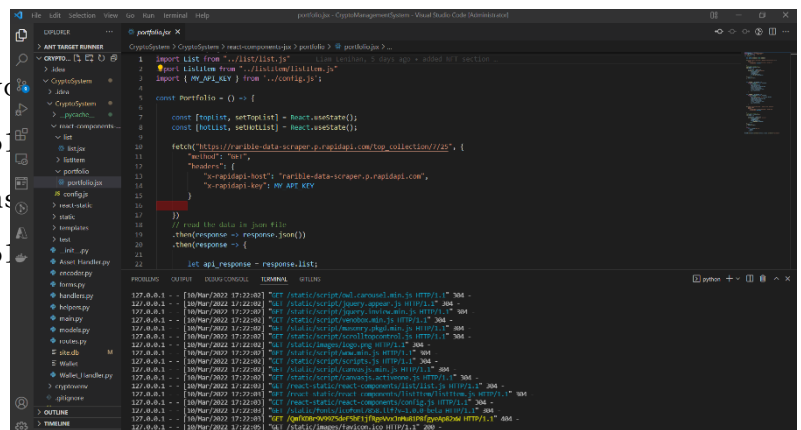 File Edit Selection View Go Run Terminal Help
portfolio.jsx - CryptoManagementSystem - Visual Studio Code [Administrator]
EXPLORER
portfolio.jsx
ANT TARGET RUNNER
CryptoSystem > CryptoSystem > react-components-jsx > portfolio > portfolio.jsx > ...
CRYPTO...
.idea
CryptoSystem
.idea
CryptoSystem
__pycache__
react-components-...
list
list.jsx
listItem
portfolio
portfolio.jsx
JS config.js
react-static
static
templates
test
__init__.py
Asset_Handler.py
encoder.py
forms.py
handlers.py
helpers.py
main.py
models.py
routes.py
site.db M
Wallet
Wallet_Handler.py
cryptoview
.gitignore
OUTLINE
TIMELINE
1 import List from "../list/list.js" Liam Lenihan, 5 days ago • added NFT section
2 import ListItem from "../listItem/listItem.js"
3 import { MY_API_KEY } from '../config.js';
4
5 const Portfolio = () => {
6
7 const [topList, setTopList] = React.useState();
8 const [hotList, setHotList] = React.useState();
9
10 fetch("https://rarible-data-scraper.p.rapidapi.com/top_collection/7/25", {
11 "method": "GET",
12 "headers": {
13 "x-rapidapi-host": "rarible-data-scraper.p.rapidapi.com",
14 "x-rapidapi-key": MY_API_KEY
15 }
16
17 })
18 // read the data in json file
19 .then(response => response.json())
20 .then(response => {
21
22 let api_response = response.list;
PROBLEMS OUTPUT DEBUG CONSOLE TERMINAL GITLENS
python
127.0.0.1 - - [10/Mar/2022 17:22:02] "GET /static/script/owl.carousel.min.js HTTP/1.1" 304 -
127.0.0.1 - - [10/Mar/2022 17:22:02] "GET /static/script/jquery.appear.js HTTP/1.1" 304 -
127.0.0.1 - - [10/Mar/2022 17:22:02] "GET /static/script/jquery.inview.min.js HTTP/1.1" 304 -
127.0.0.1 - - [10/Mar/2022 17:22:02] "GET /static/script/venobox.min.js HTTP/1.1" 304 -
127.0.0.1 - - [10/Mar/2022 17:22:02] "GET /static/script/masonry.pkgd.min.js HTTP/1.1" 304 -
127.0.0.1 - - [10/Mar/2022 17:22:02] "GET /static/script/scrolltopcontrol.js HTTP/1.1" 304 -
127.0.0.1 - - [10/Mar/2022 17:22:02] "GET /static/images/logo.png HTTP/1.1" 304 -
127.0.0.1 - - [10/Mar/2022 17:22:02] "GET /static/script/wow.min.js HTTP/1.1" 304 -
127.0.0.1 - - [10/Mar/2022 17:22:02] "GET /static/script/scripts.js HTTP/1.1" 304 -
127.0.0.1 - - [10/Mar/2022 17:22:02] "GET /static/script/canvasjs.min.js HTTP/1.1" 304 -
127.0.0.1 - - [10/Mar/2022 17:22:02] "GET /static/script/canvasjs.activeone.js HTTP/1.1" 304 -
127.0.0.1 - - [10/Mar/2022 17:22:03] "GET /react-static/react-components/list/list.js HTTP/1.1" 304 -
127.0.0.1 - - [10/Mar/2022 17:22:03] "GET /react-static/react-components/listItem/listItem.js HTTP/1.1" 304 -
127.0.0.1 - - [10/Mar/2022 17:22:03] "GET /react-static/react-components/config.js HTTP/1.1" 304 -
127.0.0.1 - - [10/Mar/2022 17:22:03] "GET HTTP/1.1" 404 -
127.0.0.1 - - [10/Mar/2022 17:22:05] "GET /static/images/favicon.ico HTTP/1.1" 200 -